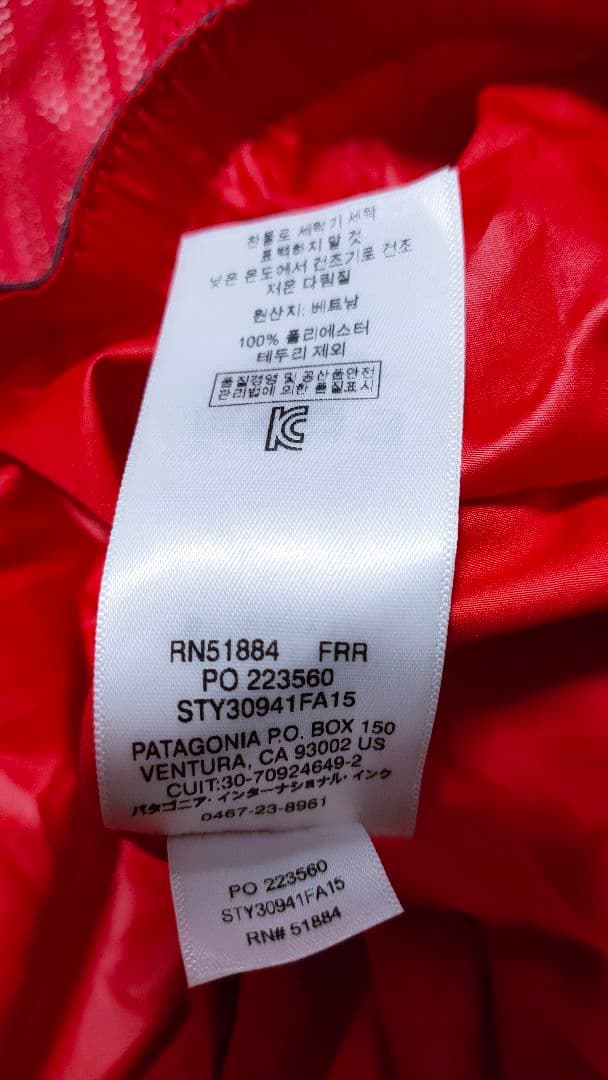 찬물로 세탁기 세탁
표백하지 말 것
낮은 온도에서 건조기로 건조
저온 다림질
원산지: 베트남
100% 폴리에스터
테두리 제외
품질경영 및 공산품안전
관리법에 의한 품질표시
RN51884 FRR
PO 223560
STY30941FA15
PATAGONIA P.O. BOX 150
VENTURA, CA 93002 US
CUIT:30-70924649-2
パタゴニア・インターナショナル・インク
0467-23-8961
PO 223560
STY30941FA15
RN# 51884